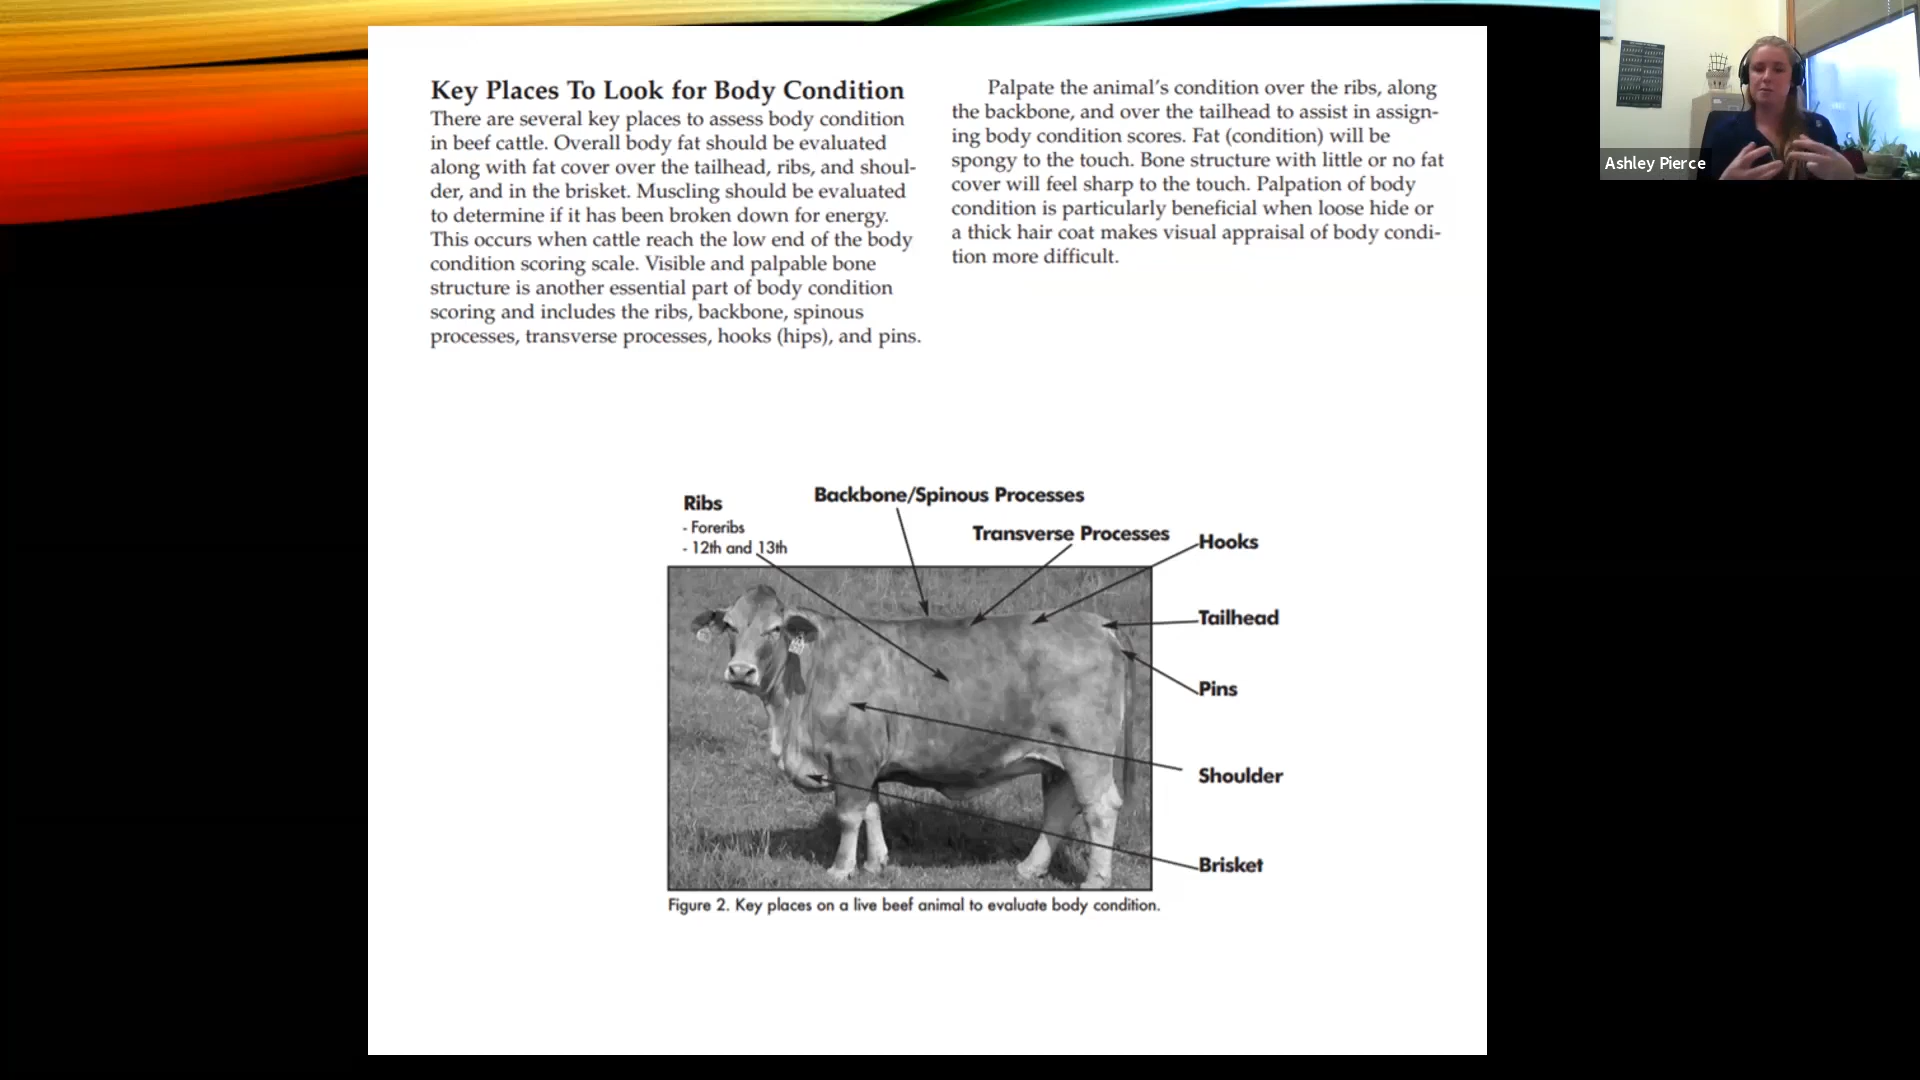 Key Places To Look for Body Condition
There are several key places to assess body condition
in beef cattle. Overall body fat should be evaluated
along with fat cover over the tailhead, ribs, and shoul-
der, and in the brisket. Muscling should be evaluated
to determine if it has been broken down for energy.
This occurs when cattle reach the low end of the body
condition scoring scale. Visible and palpable bone
structure is another essential part of body condition
scoring and includes the ribs, backbone, spinous
processes, transverse processes, hooks (hips), and pins.
Palpate the animal's condition over the ribs, along
the backbone, and over the tailhead to assist in assign-
ing body condition scores. Fat (condition) will be
spongy to the touch. Bone structure with little or no fat
cover will feel sharp to the touch. Palpation of body
condition is particularly beneficial when loose hide or
a thick hair coat makes visual appraisal of body condi-
tion more difficult.
Ashley Pierce
Ribs
- Foreribs
- 12th and 13th
Backbone/Spinous Processes
Transverse Processes
Hooks
Tailhead
Pins
Shoulder
Brisket
Figure 2. Key places on a live beef animal to evaluate body condition.